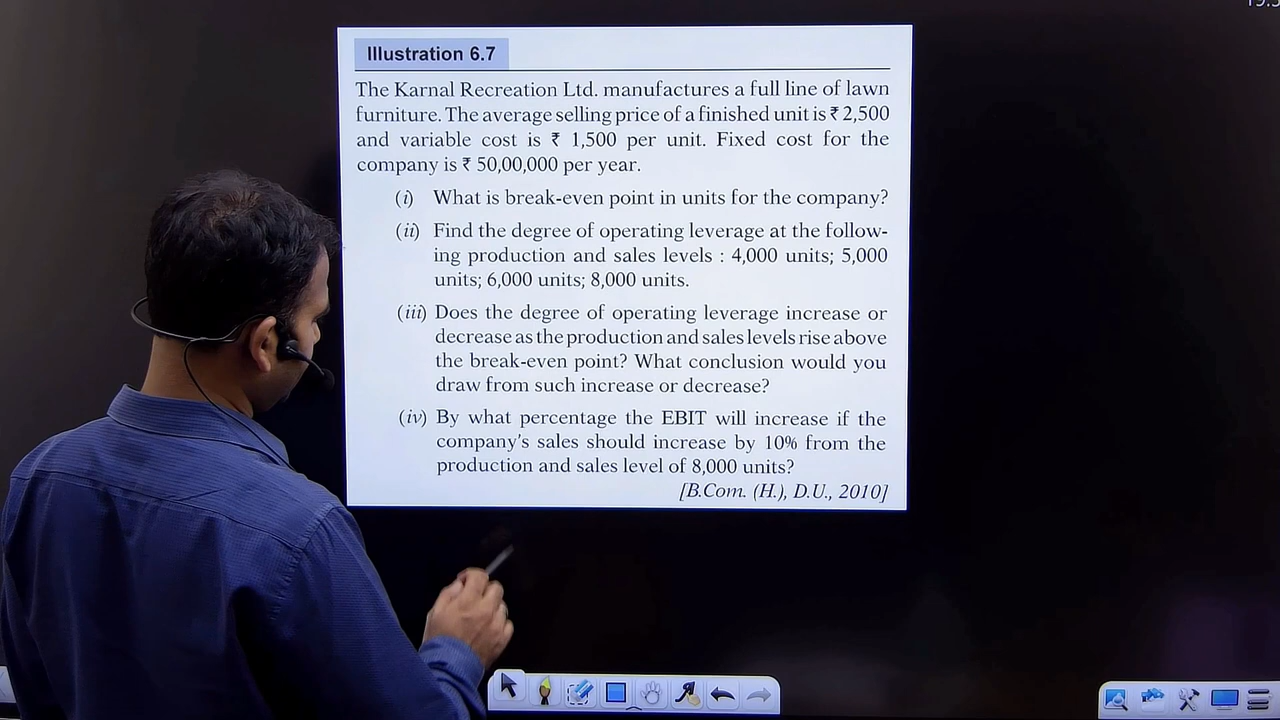 Illustration 6.7
The Karnal Recreation Ltd. manufactures a full line of lawn
furniture. The average selling price of a finished unit is ₹ 2,500
and variable cost is ₹ 1,500 per unit. Fixed cost for the
company is ₹ 50,00,000 per year.
(i) What is break-even point in units for the company?
(ii) Find the degree of operating leverage at the follow-
ing production and sales levels : 4,000 units; 5,000
units; 6,000 units; 8,000 units.
(iii) Does the degree of operating leverage increase or
decrease as the production and sales levels rise above
the break-even point? What conclusion would you
draw from such increase or decrease?
(iv) By what percentage the EBIT will increase if the
company's sales should increase by 10% from the
production and sales level of 8,000 units?
[B.Com. (H.), D.U., 2010]